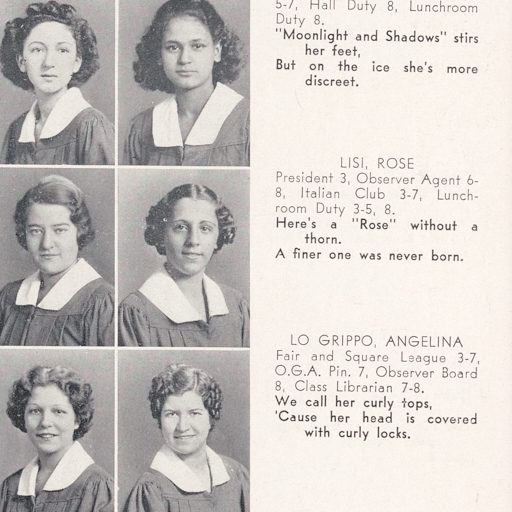 5-7, Hall Duty 8, Lunchroom
Duty 8.
"Moonlight and Shadows" stirs
her feet,
But on the ice she's more
discreet.
LISI, ROSE
President 3, Observer Agent 6-
8, Italian Club 3-7, Lunch-
room Duty 3-5, 8.
Here's a "Rose" without a
thorn.
A finer one was never born.
LO GRIPPO, ANGELINA
Fair and Square League 3-7,
O.G.A. Pin. 7, Observer Board
8, Class Librarian 7-8.
We call her curly tops,
'Cause her head is covered
with curly locks.